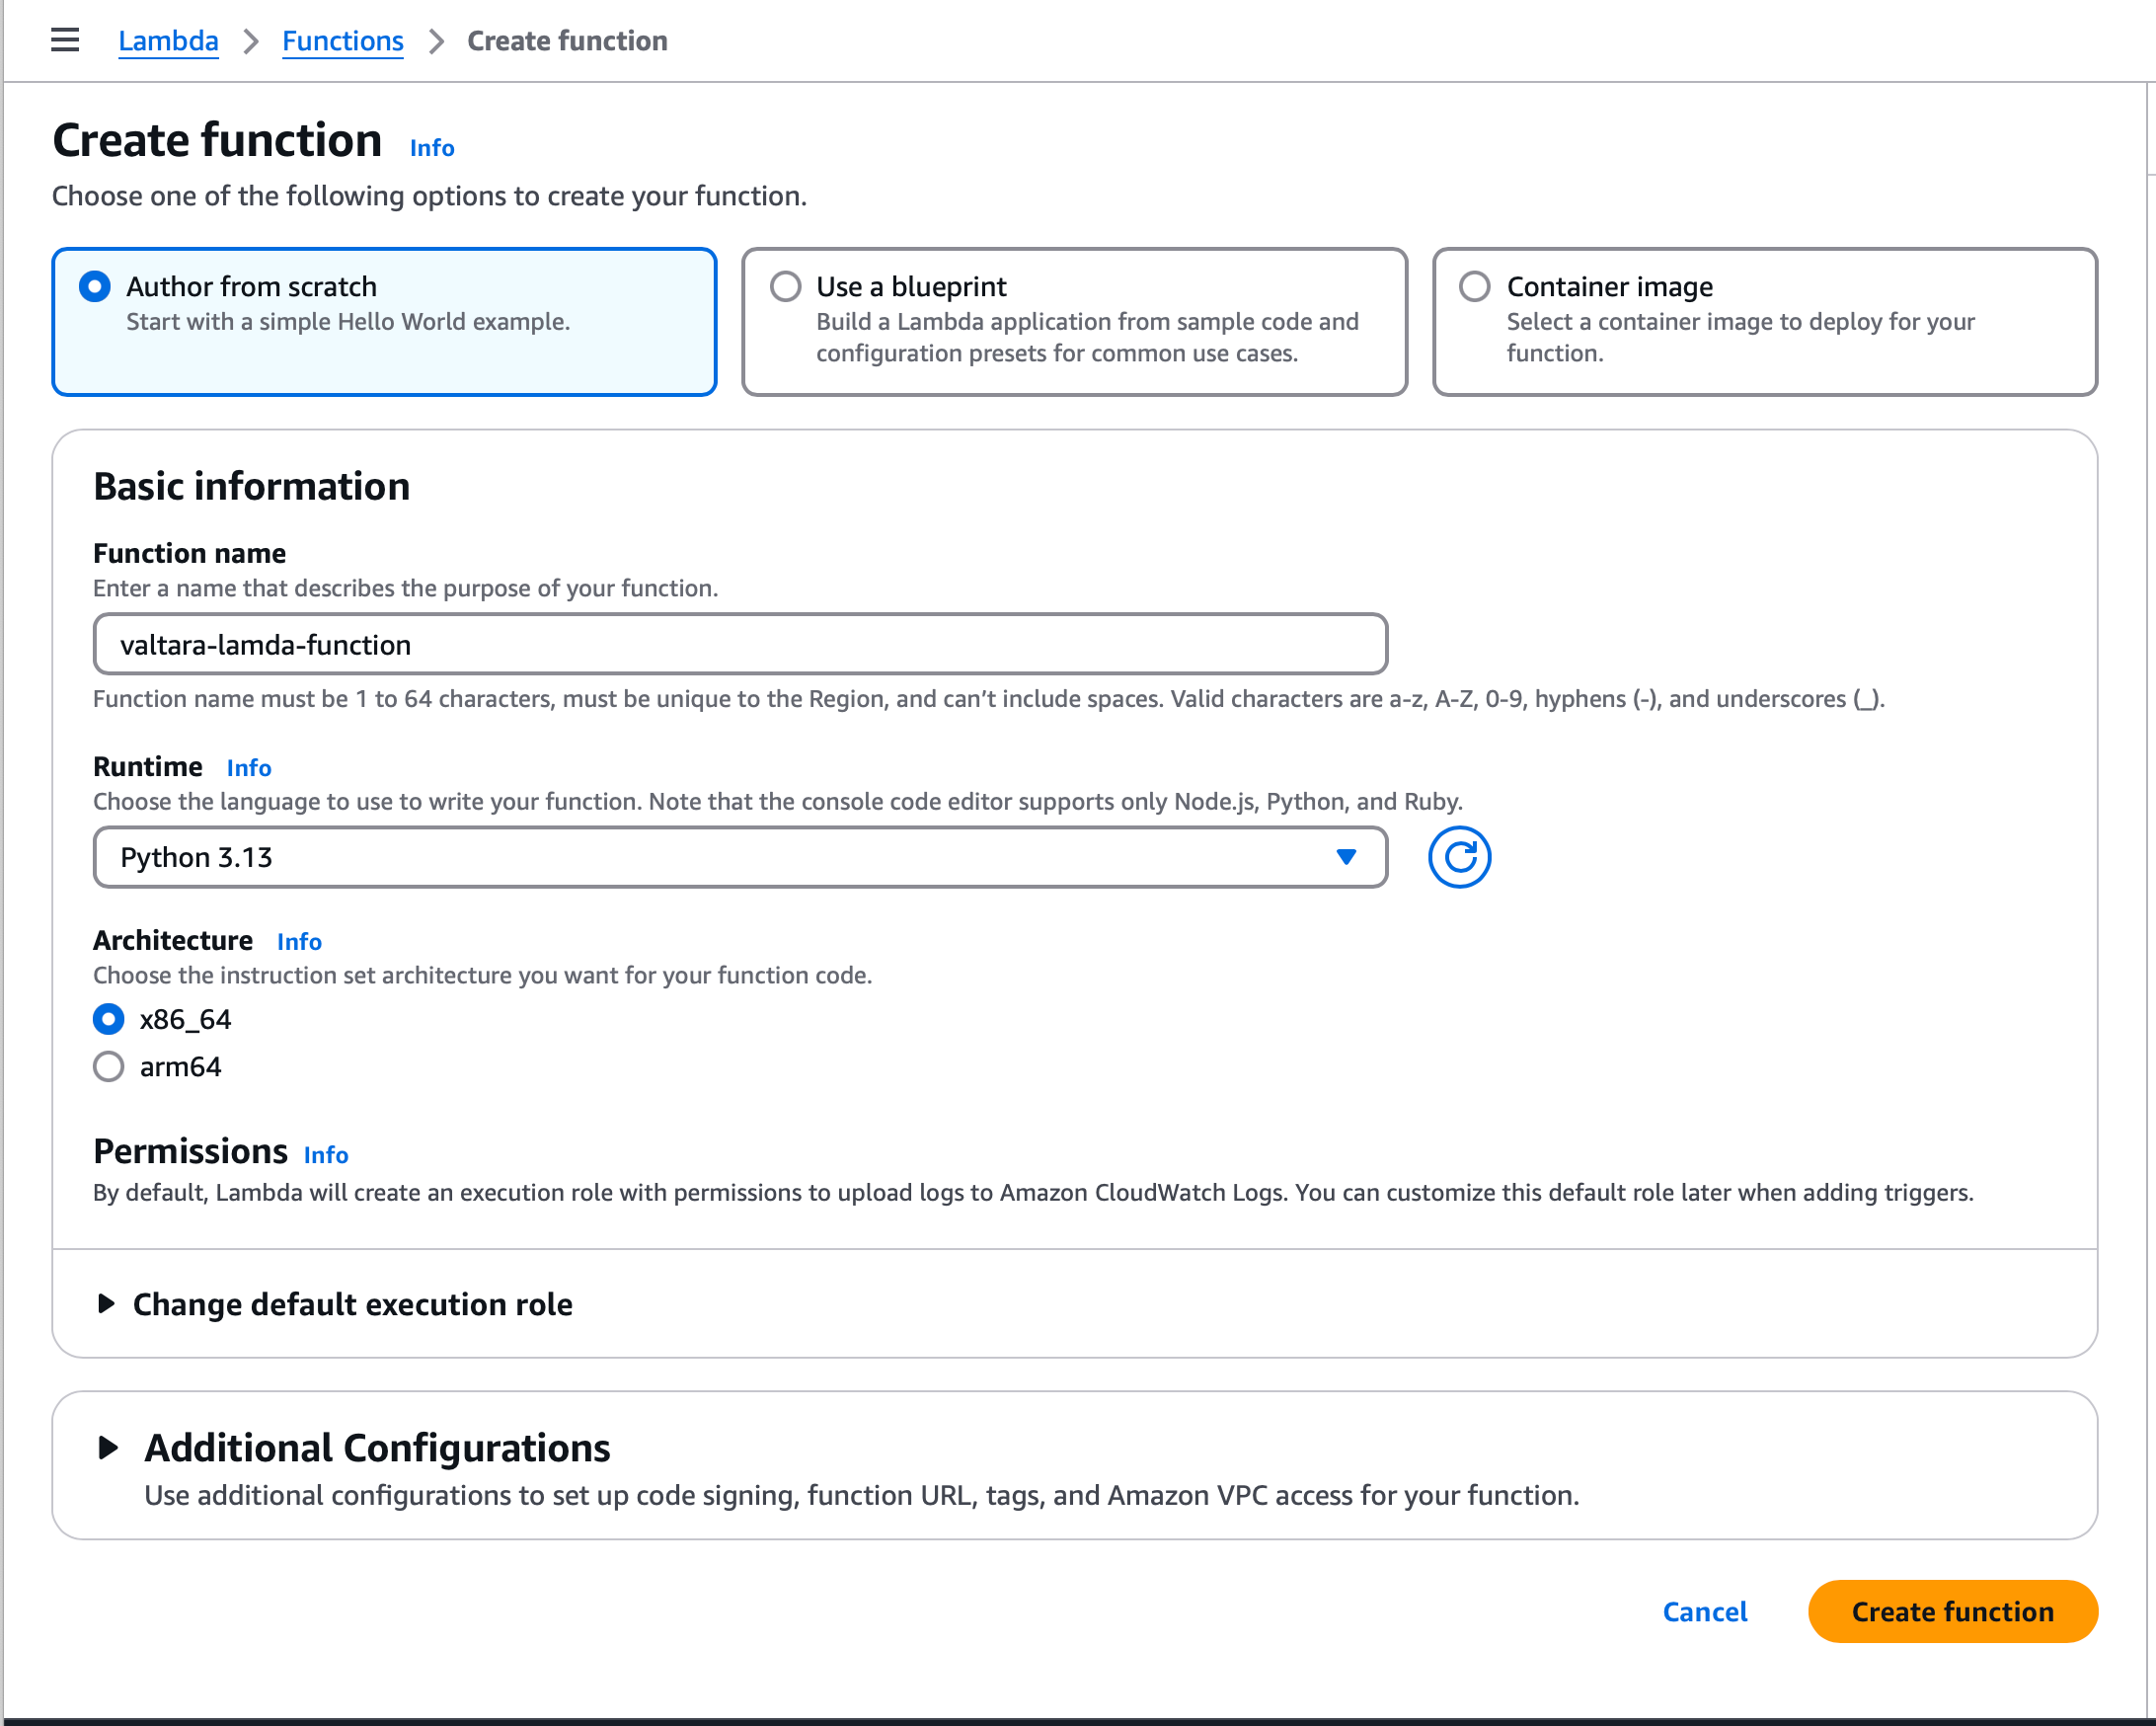 Lambda > Functions > Create function
Create function Info
Choose one of the following options to create your function.
Author from scratch
Start with a simple Hello World example.
Use a blueprint
Build a Lambda application from sample code and
configuration presets for common use cases.
Container image
Select a container image to deploy for your
function.
Basic information
Function name
Enter a name that describes the purpose of your function.
valtara-lamda-function
Function name must be 1 to 64 characters, must be unique to the Region, and can’t include spaces. Valid characters are a-z, A-Z, 0-9, hyphens (-), and underscores (_).
Runtime Info
Choose the language to use to write your function. Note that the console code editor supports only Node.js, Python, and Ruby.
Python 3.13
Architecture Info
Choose the instruction set architecture you want for your function code.
x86_64
arm64
Permissions Info
By default, Lambda will create an execution role with permissions to upload logs to Amazon CloudWatch Logs. You can customize this default role later when adding triggers.
Change default execution role
Additional Configurations
Use additional configurations to set up code signing, function URL, tags, and Amazon VPC access for your function.
Cancel Create function